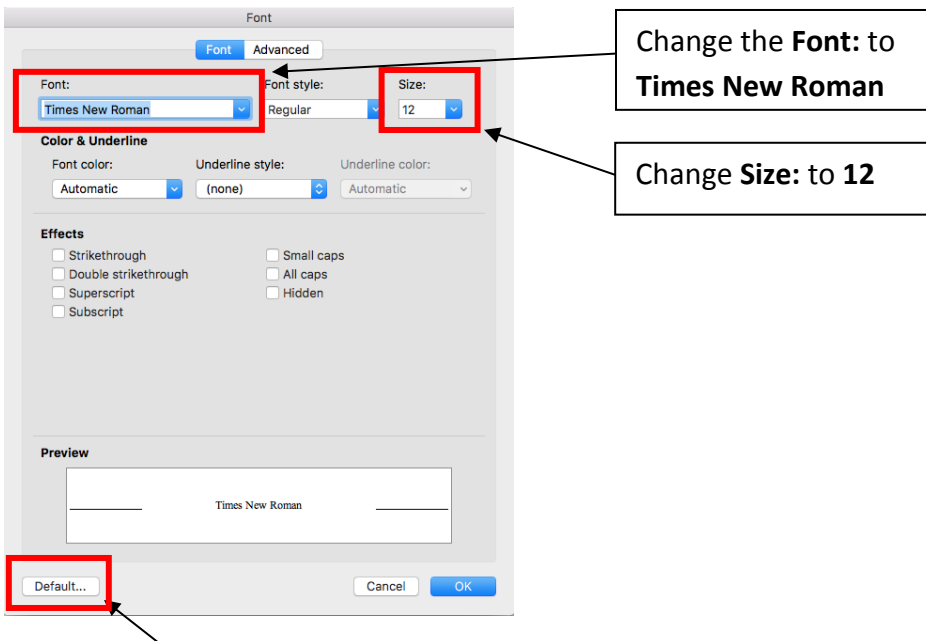 Font
Font Advanced
Font: Font style: Size:
Times New Roman Regular 12
Color & Underline
Font color: Underline style: Underline color:
Automatic (none) Automatic
Effects
Strikethrough Small caps
Double strikethrough All caps
Superscript Hidden
Subscript
Preview
Times New Roman
Default... Cancel OK
Change the Font: to
Times New Roman
Change Size: to 12